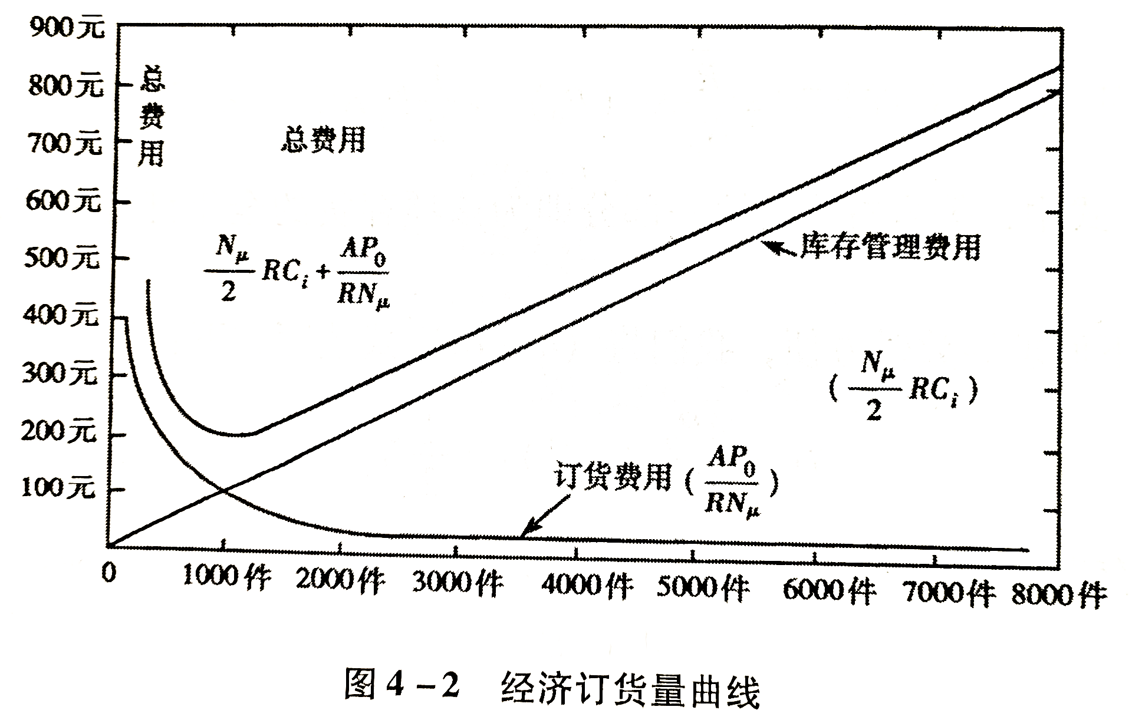 900元
800元
700元
600元
500元
400元
300元
200元
100元
总费用
总费用
N_μ/2 RC_i + AP_0/RN_μ
库存管理费用
(N_μ/2 RC_i)
订货费用(AP_0/RN_μ)
0 1000件 2000件 3000件 4000件 5000件 6000件 7000件 8000件
图4-2 经济订货量曲线